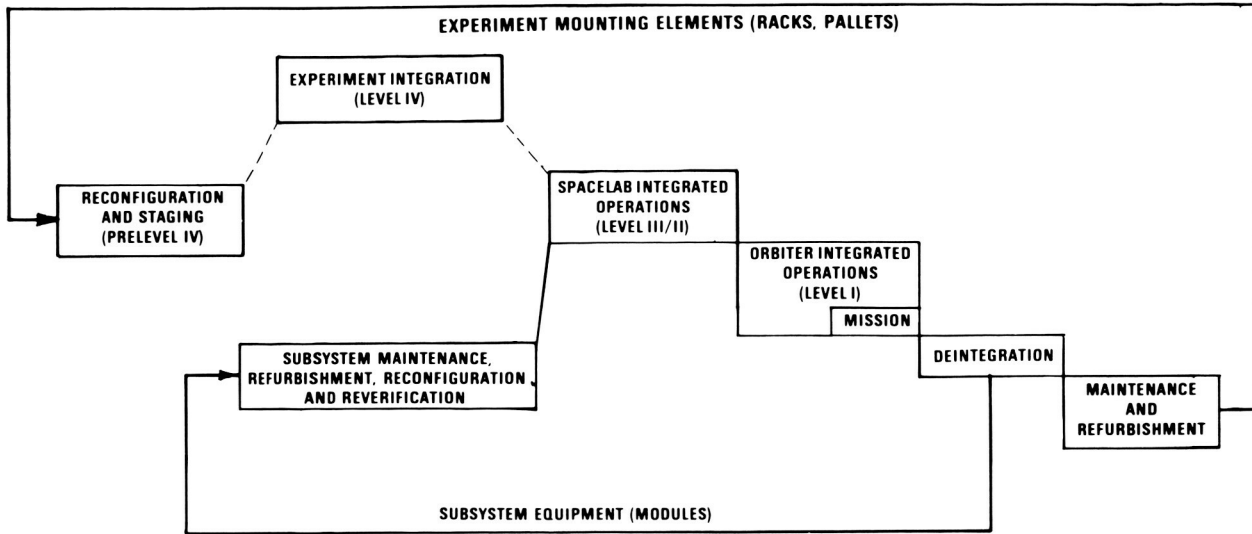 EXPERIMENT MOUNTING ELEMENTS (RACKS, PALLETS)
EXPERIMENT INTEGRATION
(LEVEL IV)
RECONFIGURATION
AND STAGING
(PRELEVEL IV)
SPACELAB INTEGRATED
OPERATIONS
(LEVEL III/II)
ORBITER INTEGRATED
OPERATIONS
(LEVEL I)
MISSION
SUBSYSTEM MAINTENANCE,
REFURBISHMENT, RECONFIGURATION
AND REVERIFICATION
DEINTEGRATION
MAINTENANCE
AND
REFURBISHMENT
SUBSYSTEM EQUIPMENT (MODULES)